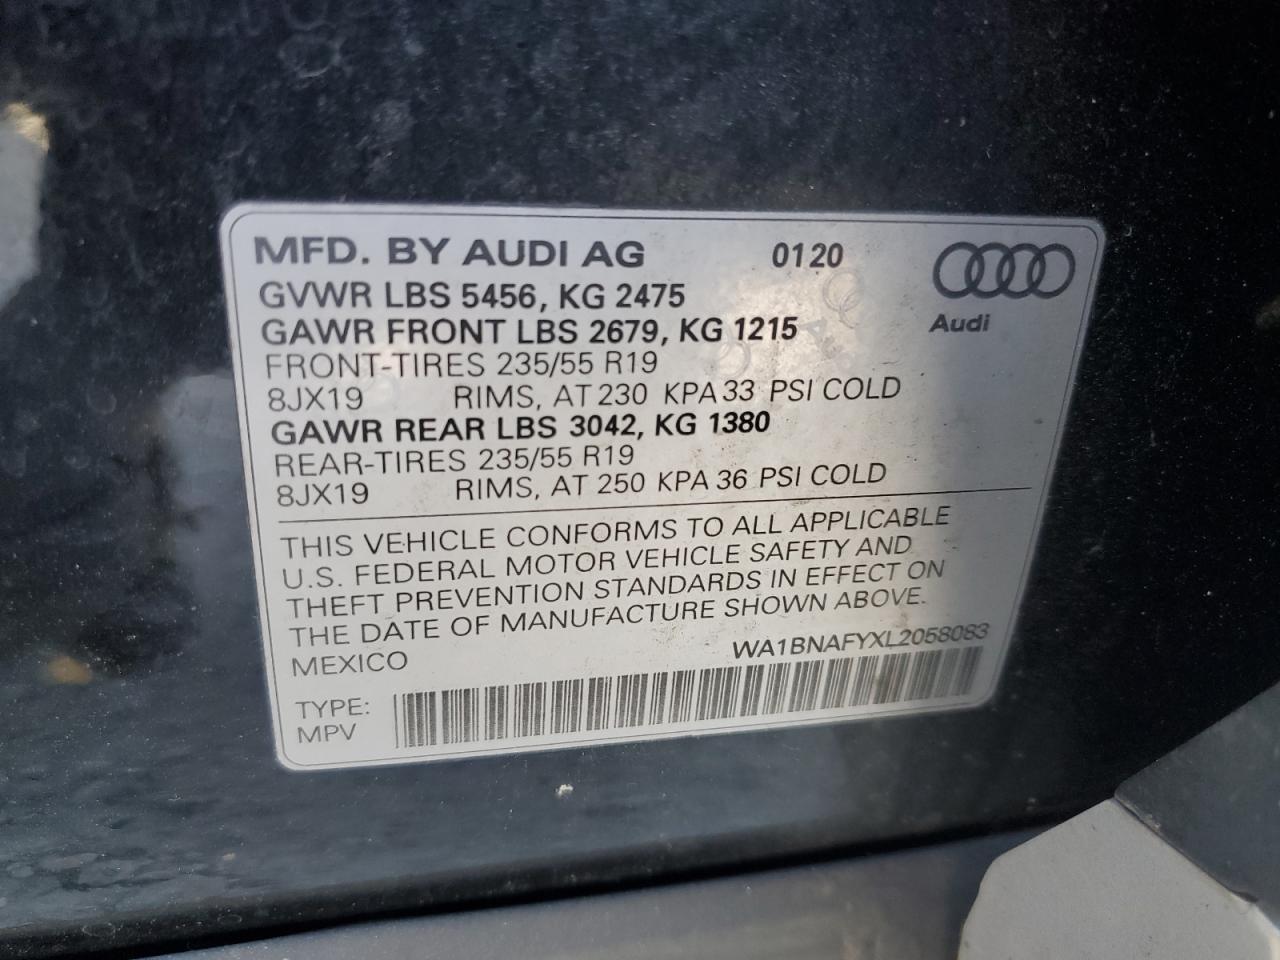 MFD. BY AUDI AG 0120
GVWR LBS 5456, KG 2475
GAWR FRONT LBS 2679, KG 1215
Audi
FRONT-TIRES 235/55 R19
8JX19 RIMS, AT 230 KPA 33 PSI COLD
GAWR REAR LBS 3042, KG 1380
REAR-TIRES 235/55 R19
8JX19 RIMS, AT 250 KPA 36 PSI COLD
THIS VEHICLE CONFORMS TO ALL APPLICABLE
U.S. FEDERAL MOTOR VEHICLE SAFETY AND
THEFT PREVENTION STANDARDS IN EFFECT ON
THE DATE OF MANUFACTURE SHOWN ABOVE.
MEXICO WA1BNAFYXL2058083
TYPE:
MPV